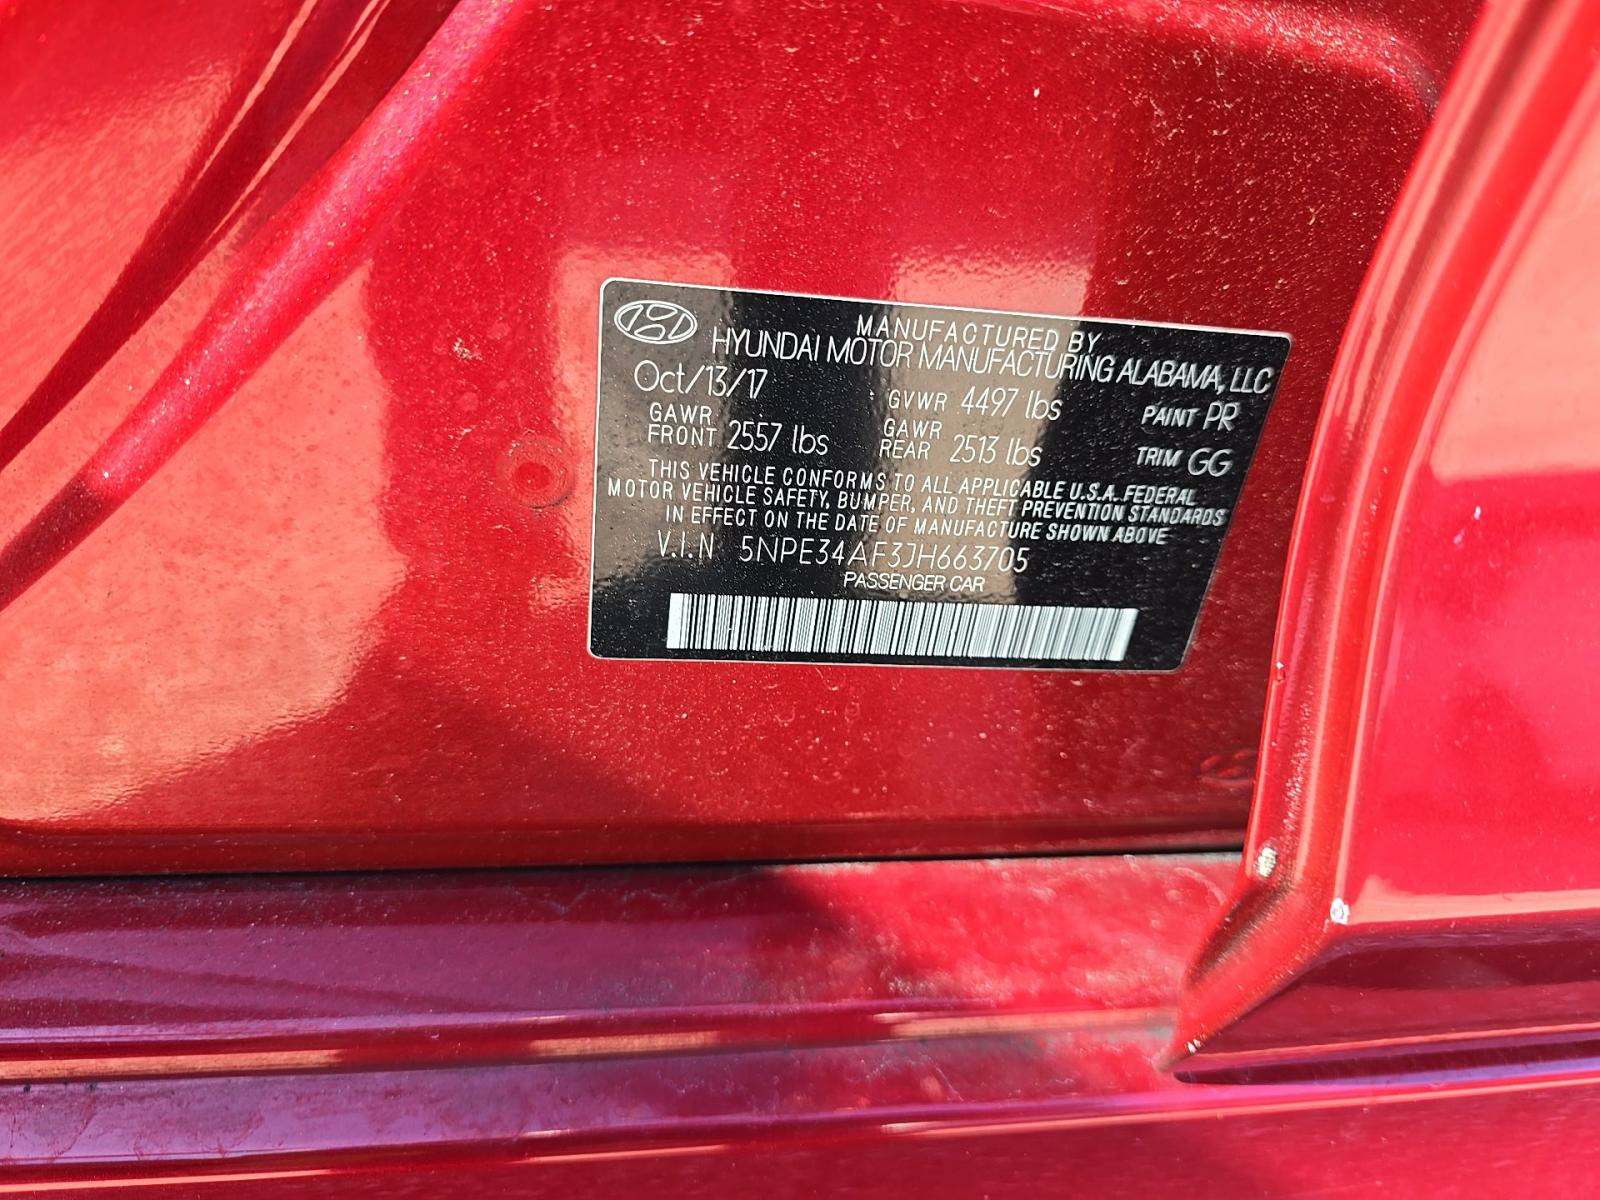 MANUFACTURED BY
HYUNDAI MOTOR MANUFACTURING ALABAMA, LLC
Oct/13/17 GVWR 4497 lbs PAINT PR
GAWR FRONT 2557 lbs GAWR REAR 2513 lbs TRIM GG
THIS VEHICLE CONFORMS TO ALL APPLICABLE U.S.A. FEDERAL
MOTOR VEHICLE SAFETY, BUMPER, AND THEFT PREVENTION STANDARDS
IN EFFECT ON THE DATE OF MANUFACTURE SHOWN ABOVE
V.I.N 5NPE34AF3JH663705
PASSENGER CAR